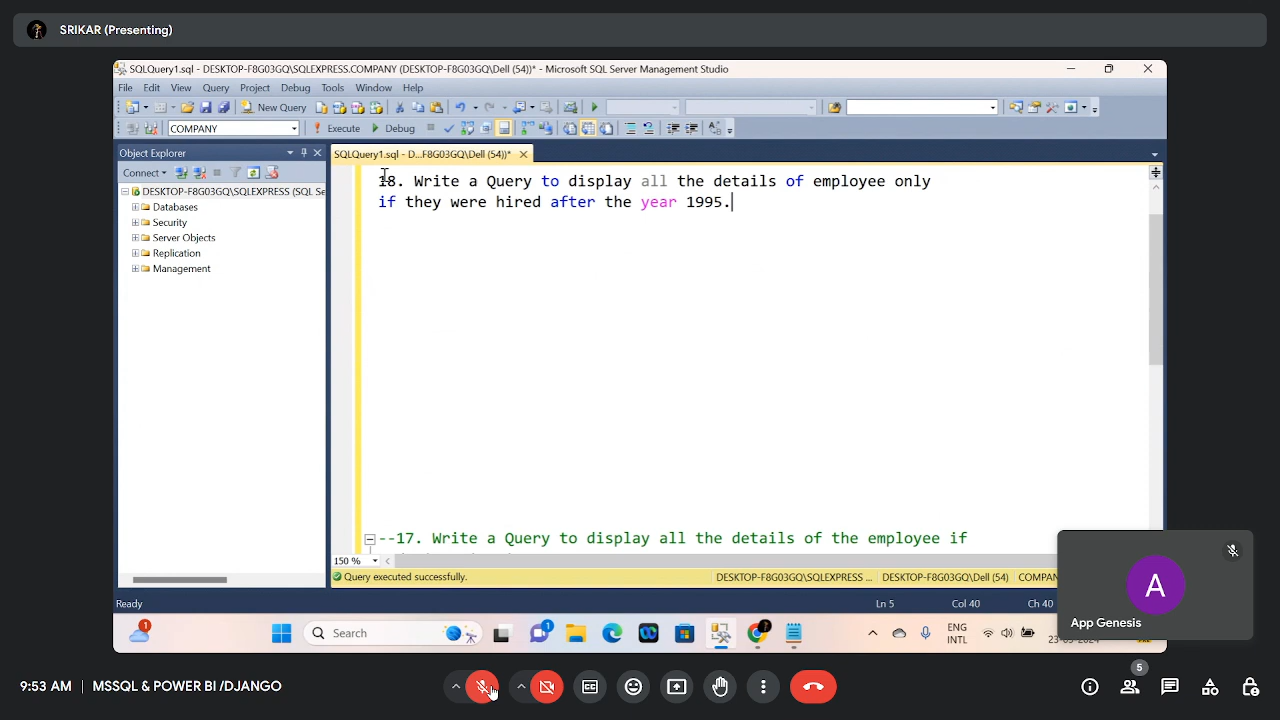 SRIKAR (Presenting)
SQLQuery1.sql - DESKTOP-F8G03GQ\SQLEXPRESS.COMPANY (DESKTOP-F8G03GQ\Dell (54))* - Microsoft SQL Server Management Studio
File Edit View Query Project Debug Tools Window Help
New Query
COMPANY Execute Debug
Object Explorer
SQLQuery1.sql - D...F8G03GQ\Dell (54))*
Connect
DESKTOP-F8G03GQ\SQLEXPRESS (SQL Se
Databases
Security
Server Objects
Replication
Management
18. Write a Query to display all the details of employee only
if they were hired after the year 1995.
--17. Write a Query to display all the details of the employee if
150 %
Query executed successfully. DESKTOP-F8G03GQ\SQLEXPRESS ... DESKTOP-F8G03GQ\Dell (54) COMPAN
Ready Ln 5 Col 40 Ch 40
1 Search 1 7 ENG
INTL
A
App Genesis
9:53 AM MSSQL & POWER BI /DJANGO 5